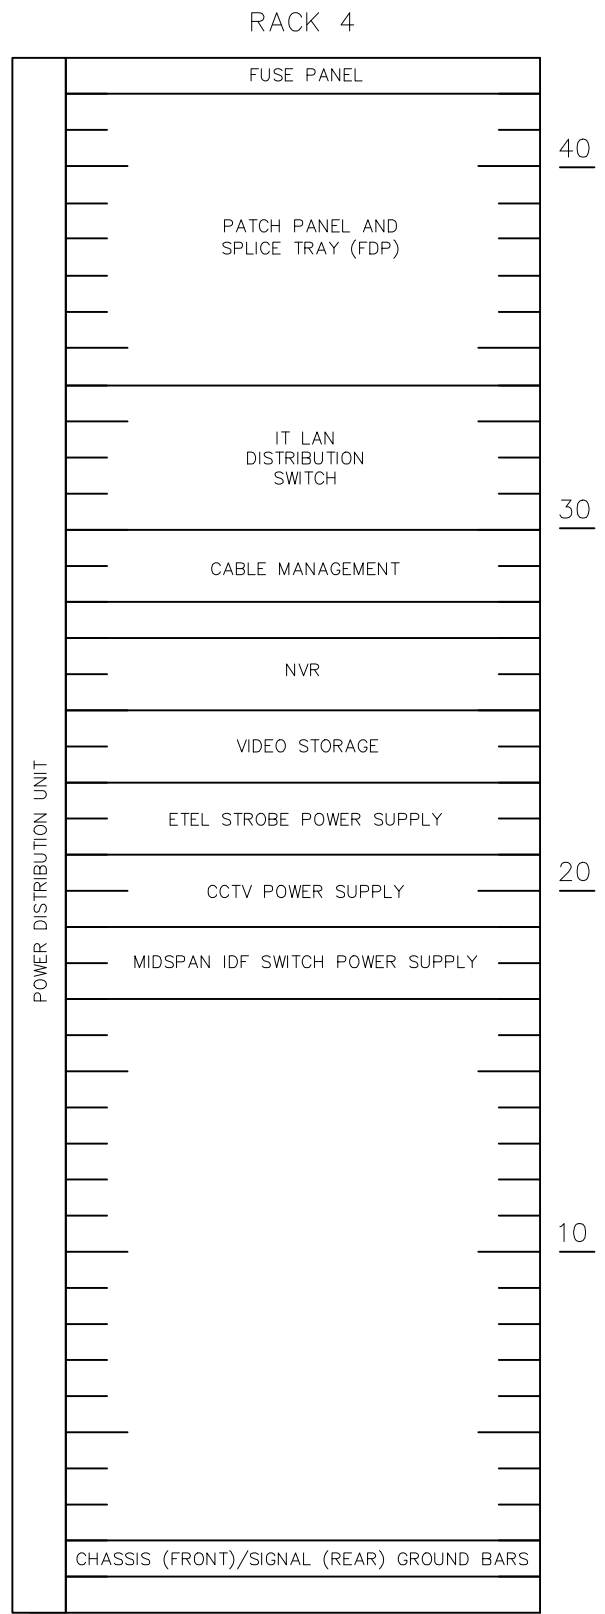 RACK 4
FUSE PANEL
40
PATCH PANEL AND
SPLICE TRAY (FDP)
IT LAN
DISTRIBUTION
SWITCH
30
CABLE MANAGEMENT
NVR
VIDEO STORAGE
ETEL STROBE POWER SUPPLY
20
CCTV POWER SUPPLY
MIDSPAN IDF SWITCH POWER SUPPLY
POWER DISTRIBUTION UNIT
10
CHASSIS (FRONT)/SIGNAL (REAR) GROUND BARS